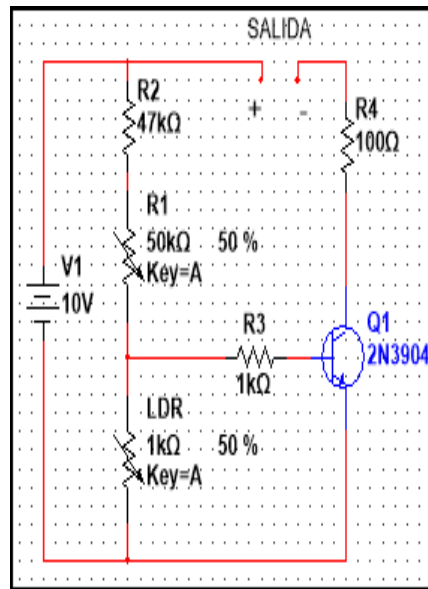 SALIDA
+ -
R2
47kΩ
R4
100Ω
R1
50kΩ 50 %
Key=A
V1
10V
R3
1kΩ
Q1
2N3904
LDR
1kΩ 50 %
Key=A